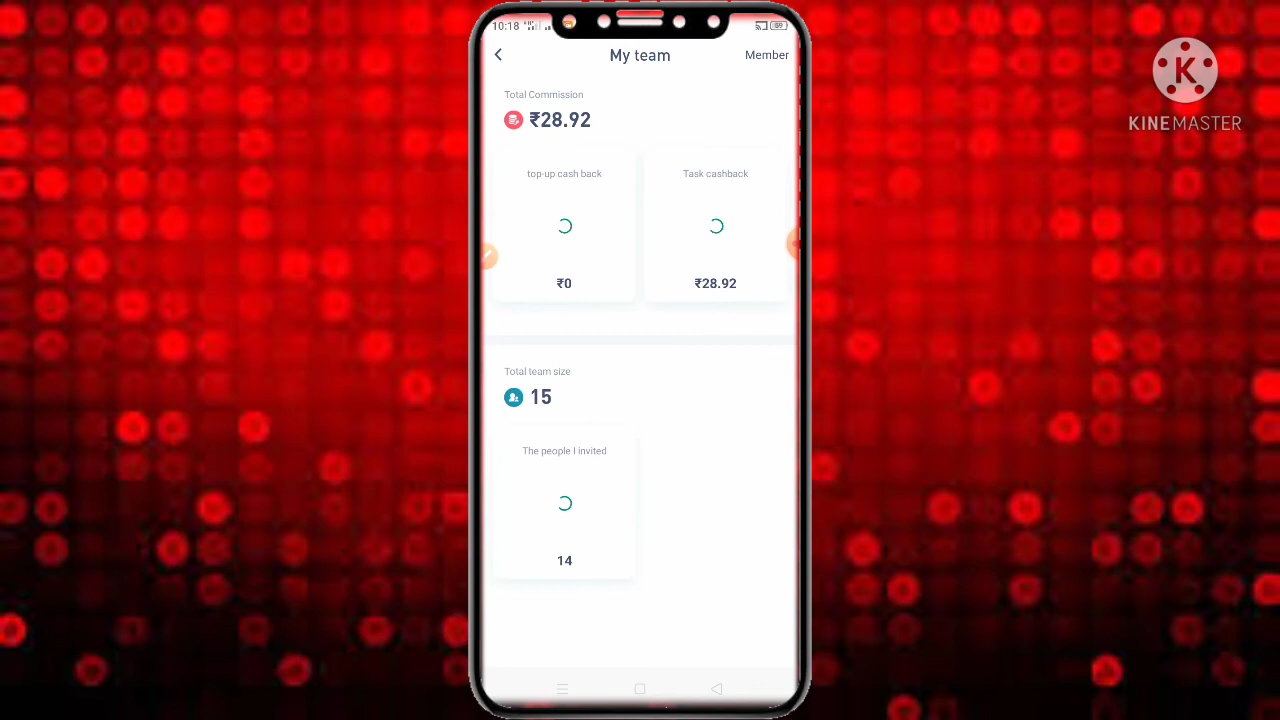 10:18
59
My team
Member
Total Commission
₹28.92
top-up cash back
Task cashback
₹0
₹28.92
Total team size
15
The people I invited
14
K
KINEMASTER